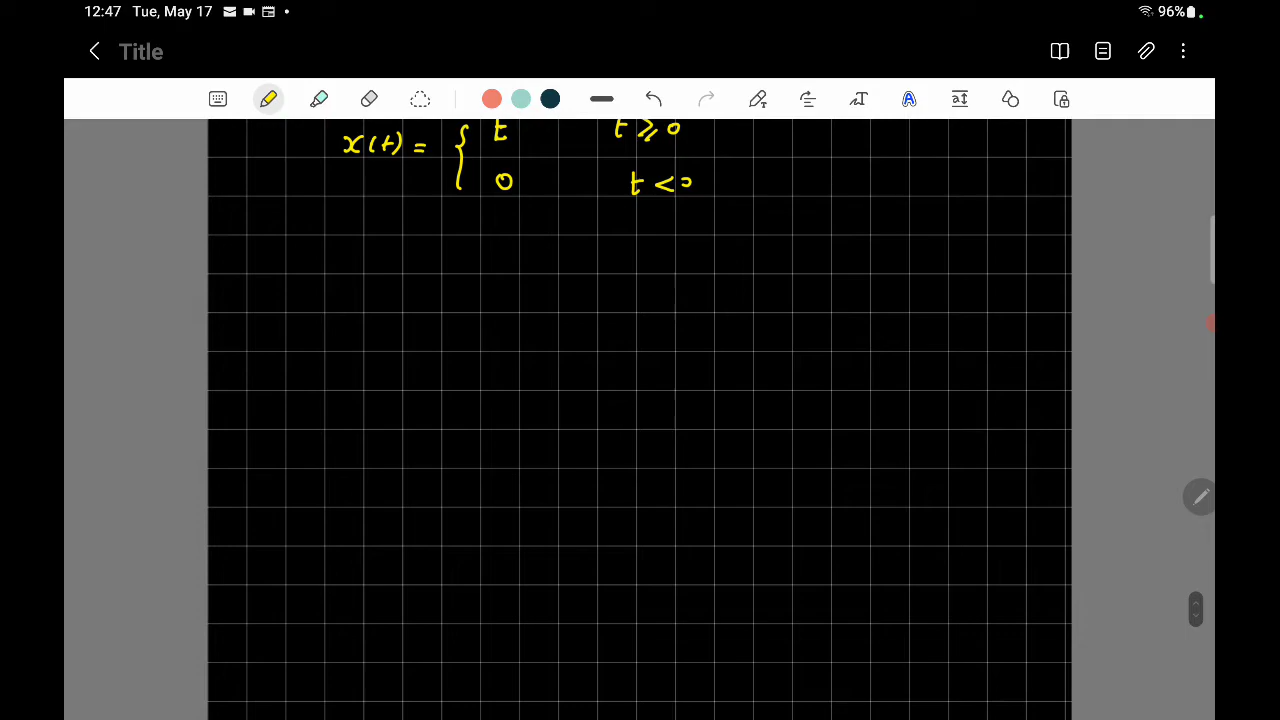 12:47 Tue, May 17 96%
Title
x(t) = { t t ⩾ 0
0 t < 0